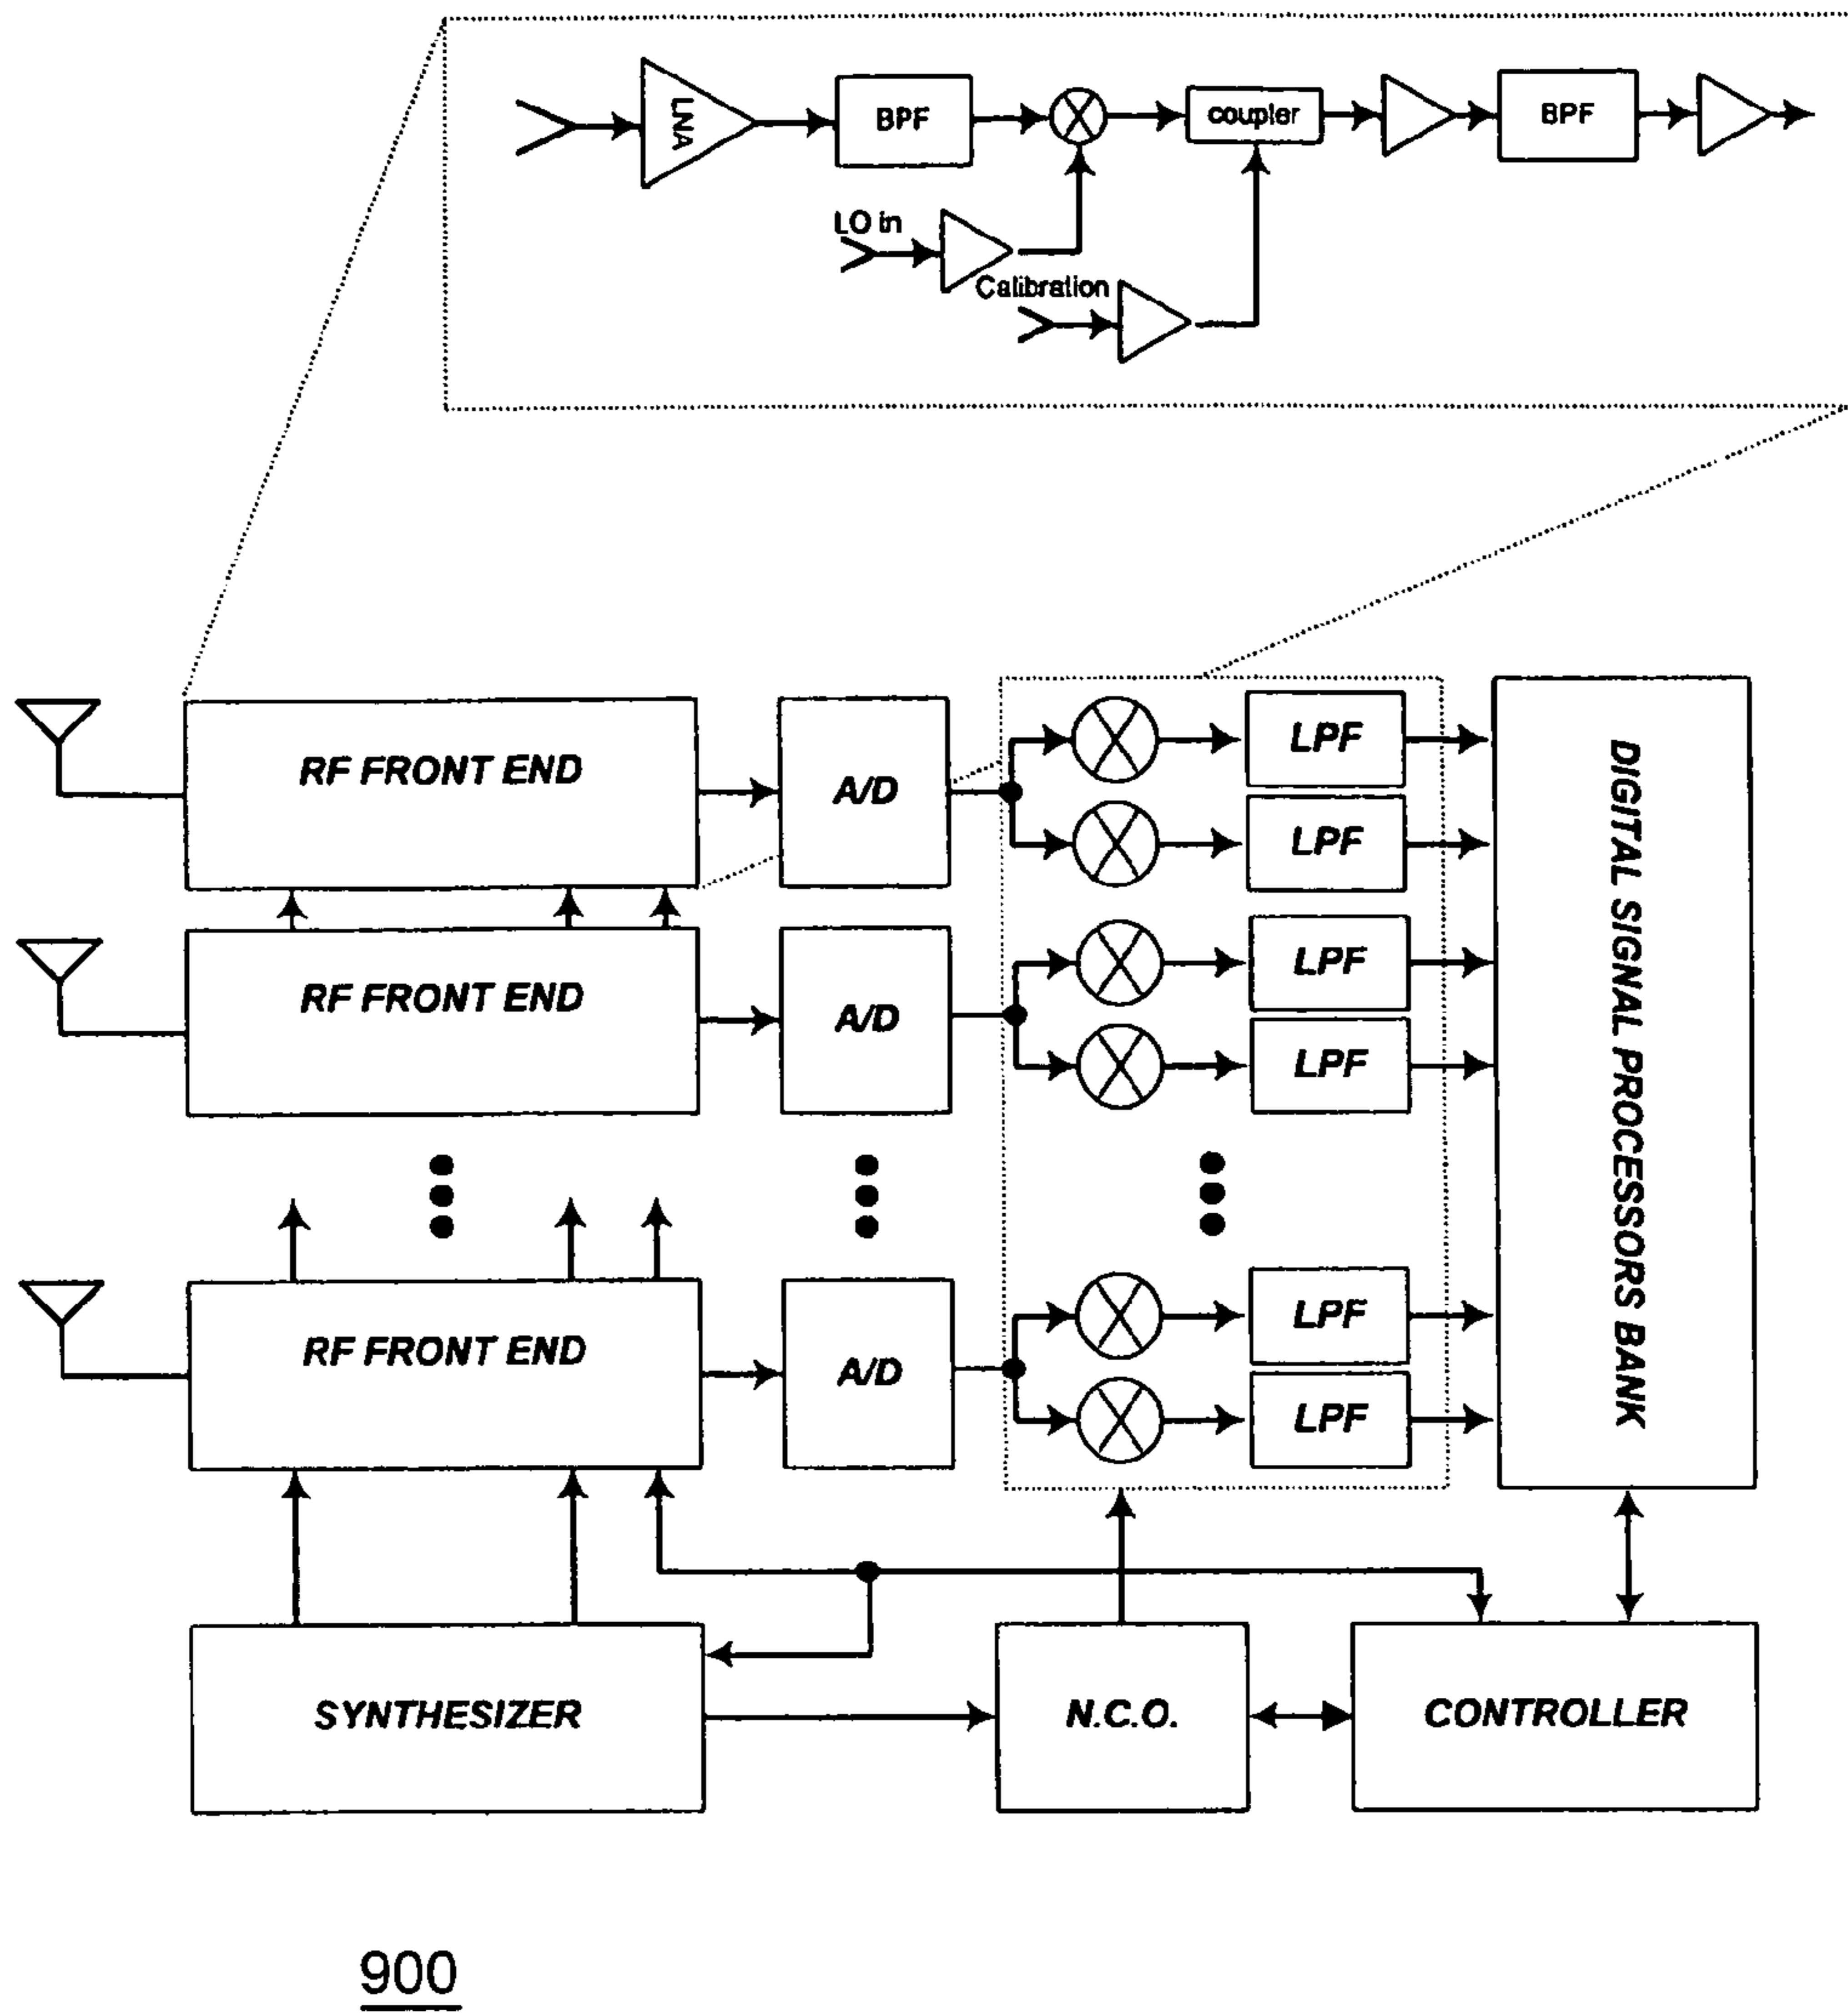 LNA
BPF
coupler
BPF
LO in
Calibration
RF FRONT END
A/D
LPF
LPF
RF FRONT END
A/D
LPF
LPF
RF FRONT END
A/D
LPF
LPF
DIGITAL SIGNAL PROCESSORS BANK
SYNTHESIZER
N.C.O.
CONTROLLER
900